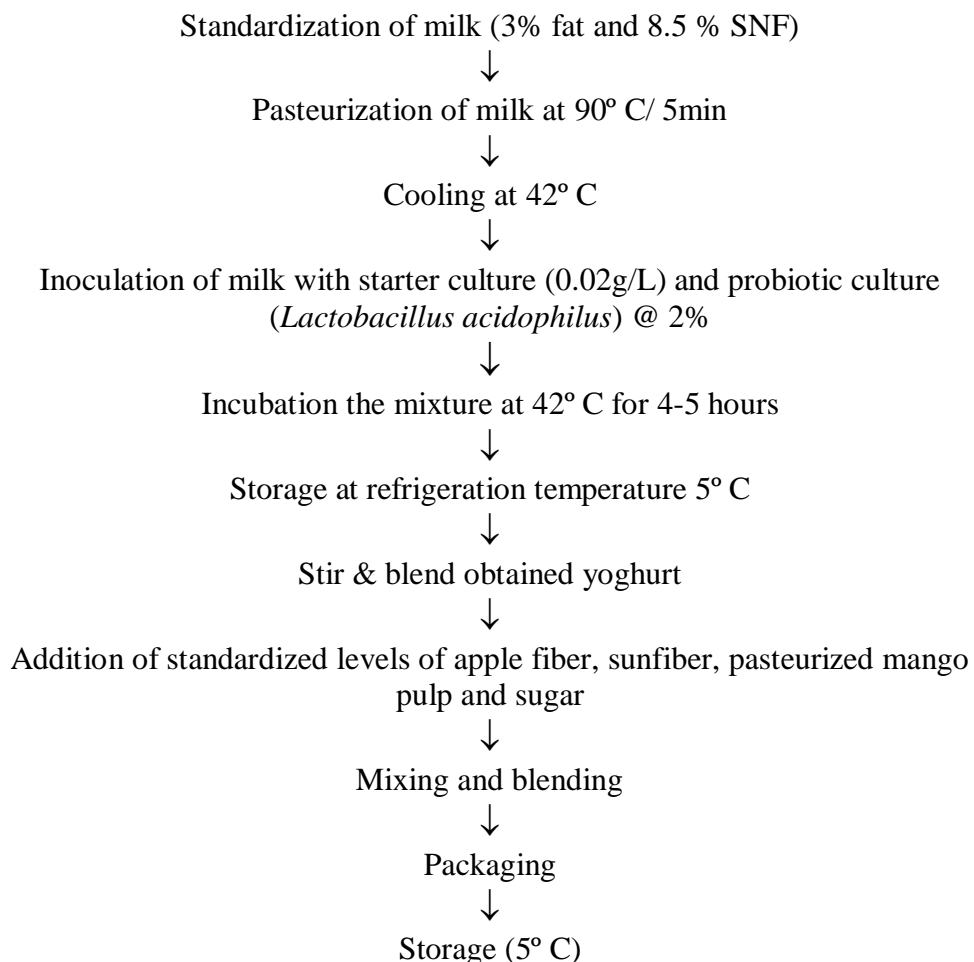 Standardization of milk (3% fat and 8.5 % SNF)
↓
Pasteurization of milk at 90º C/ 5min
↓
Cooling at 42º C
↓
Inoculation of milk with starter culture (0.02g/L) and probiotic culture
(Lactobacillus acidophilus) @ 2%
↓
Incubation the mixture at 42º C for 4-5 hours
↓
Storage at refrigeration temperature 5º C
↓
Stir & blend obtained yoghurt
↓
Addition of standardized levels of apple fiber, sunfiber, pasteurized mango
pulp and sugar
↓
Mixing and blending
↓
Packaging
↓
Storage (5º C)